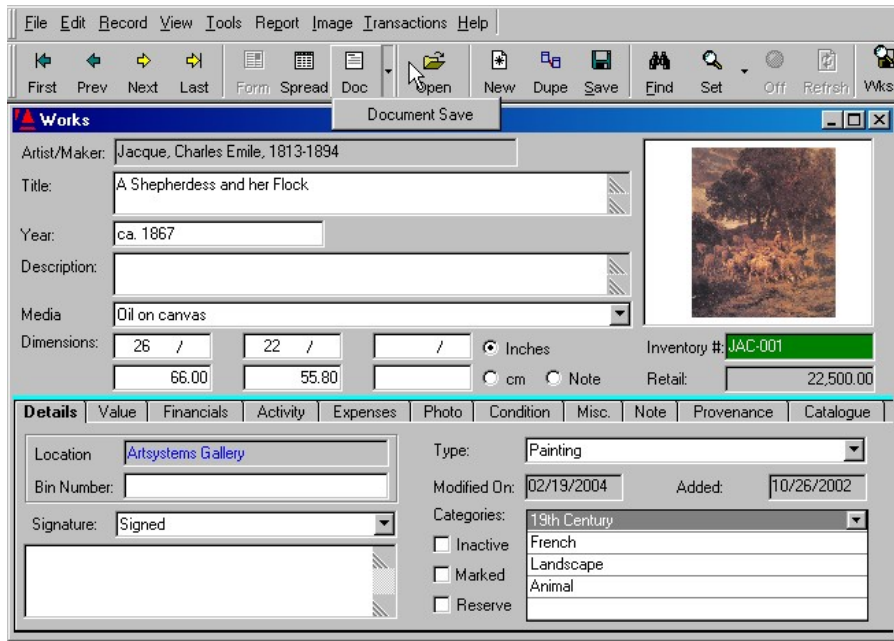 File Edit Record View Tools Report Image Transactions Help
First Prev Next Last Form Spread Doc Open New Dupe Save Find Set Off Refrsh Wks
Document Save
Works
Artist/Maker: Jacque, Charles Emile, 1813-1894
Title: A Shepherdess and her Flock
Year: ca. 1867
Description:
Media Oil on canvas
Dimensions: 26 / 22 / / Inches Inventory #: JAC-001
66.00 55.80 cm Note Retail: 22,500.00
Details Value Financials Activity Expenses Photo Condition Misc. Note Provenance Catalogue
Location Artsystems Gallery Type: Painting
Bin Number: Modified On: 02/19/2004 Added: 10/26/2002
Signature: Signed Categories: 19th Century
Inactive French
Landscape
Marked Animal
Reserve